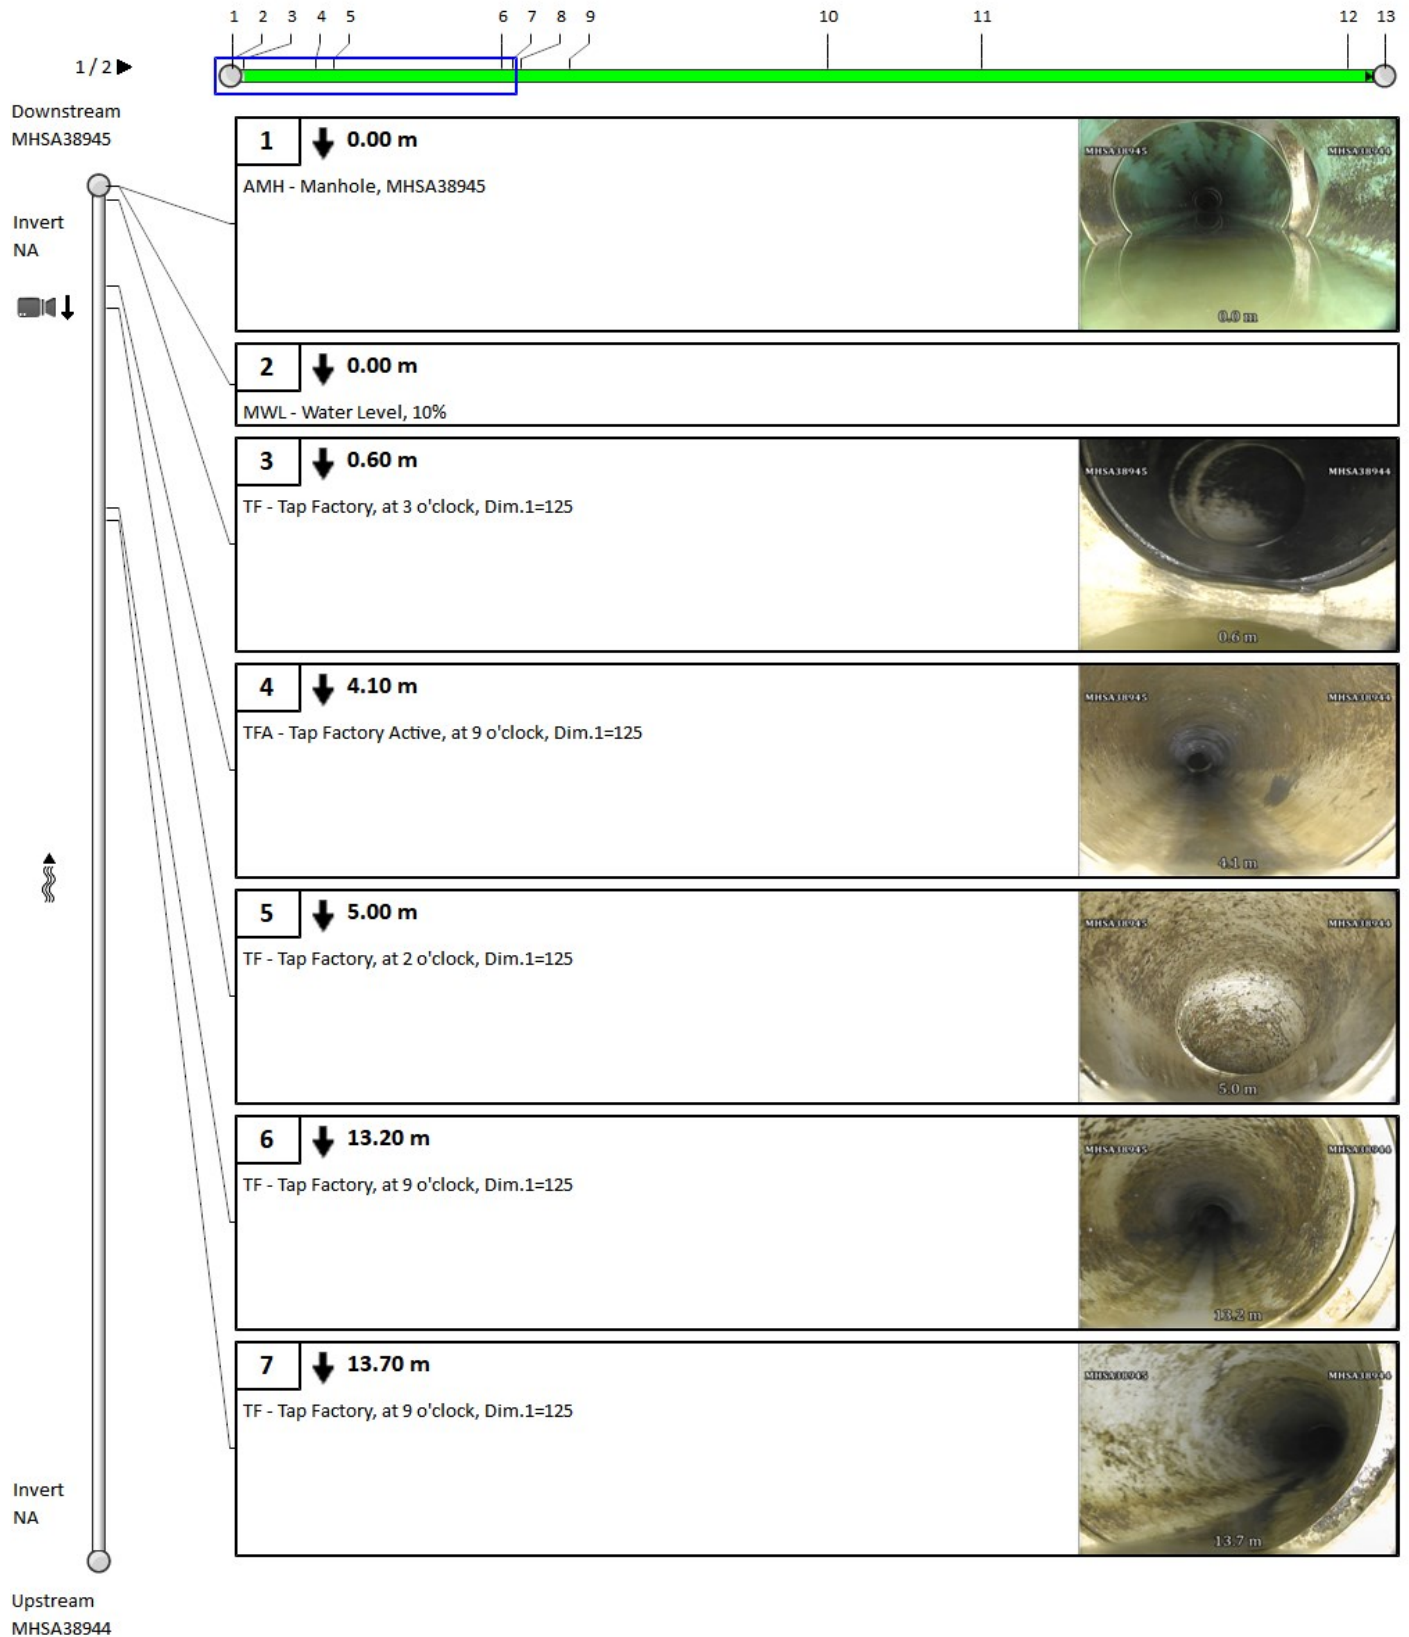 1 2 3 4 5 6 7 8 9 10 11 12 13
1 / 2
Downstream
MHSA38945
Invert
NA
1 0.00 m
AMH - Manhole, MHSA38945
MHSA38945 MHSA38944
0.0 m
2 0.00 m
MWL - Water Level, 10%
3 0.60 m
TF - Tap Factory, at 3 o'clock, Dim.1=125
MHSA38945 MHSA38944
0.6 m
4 4.10 m
TFA - Tap Factory Active, at 9 o'clock, Dim.1=125
MHSA38945 MHSA38944
4.1 m
5 5.00 m
TF - Tap Factory, at 2 o'clock, Dim.1=125
MHSA38945 MHSA38944
5.0 m
6 13.20 m
TF - Tap Factory, at 9 o'clock, Dim.1=125
MHSA38945 MHSA38944
13.2 m
7 13.70 m
TF - Tap Factory, at 9 o'clock, Dim.1=125
MHSA38945 MHSA38944
13.7 m
Invert
NA
Upstream
MHSA38944